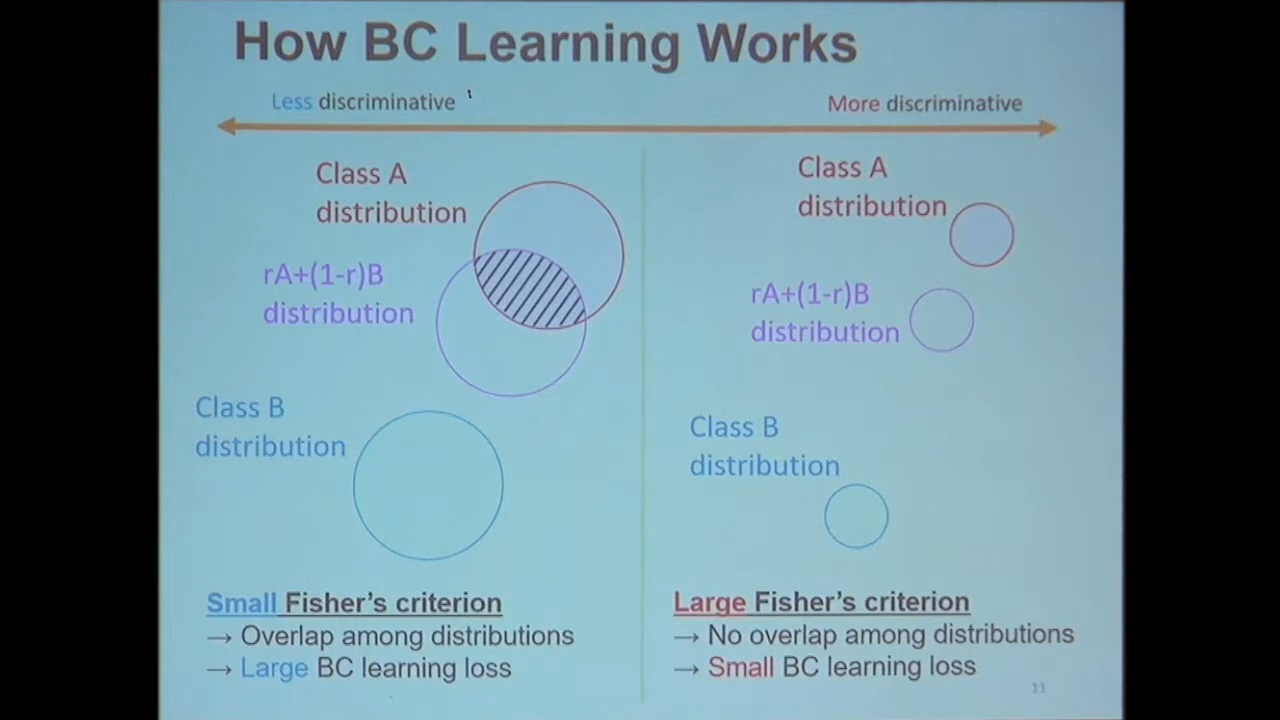 How BC Learning Works
Less discriminative
More discriminative
Class A
distribution
rA+(1-r)B
distribution
Class B
distribution
Small Fisher's criterion
→ Overlap among distributions
→ Large BC learning loss
Class A
distribution
rA+(1-r)B
distribution
Class B
distribution
Large Fisher's criterion
→ No overlap among distributions
→ Small BC learning loss
11